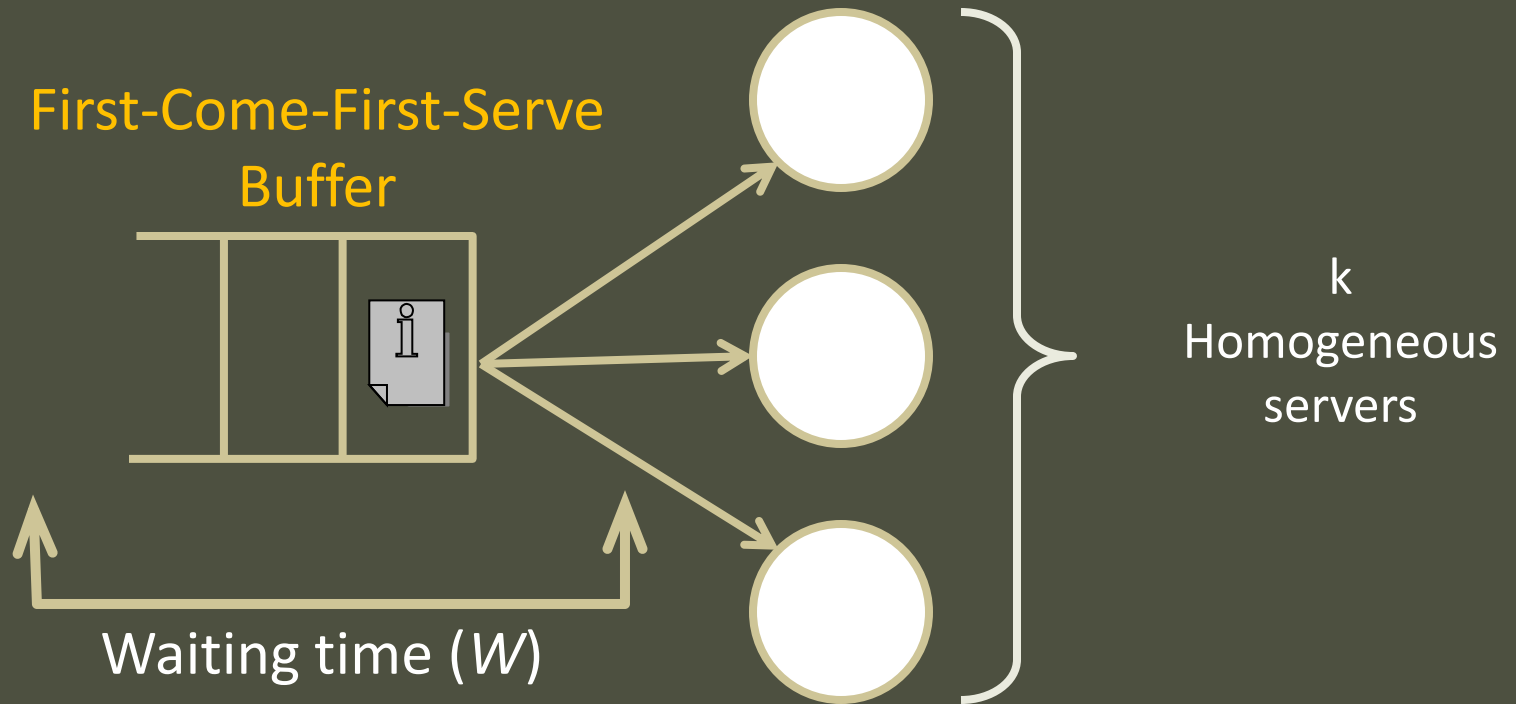 First-Come-First-Serve
Buffer
i
k
Homogeneous
servers
Waiting time (W)